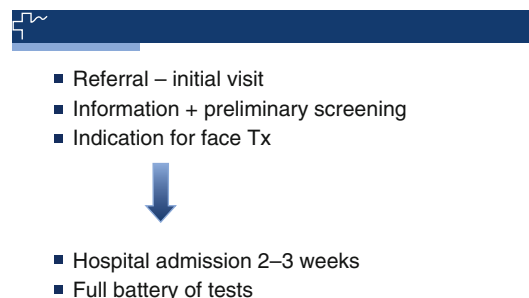 Referral – initial visit
Information + preliminary screening
Indication for face Tx
Hospital admission 2–3 weeks
Full battery of tests